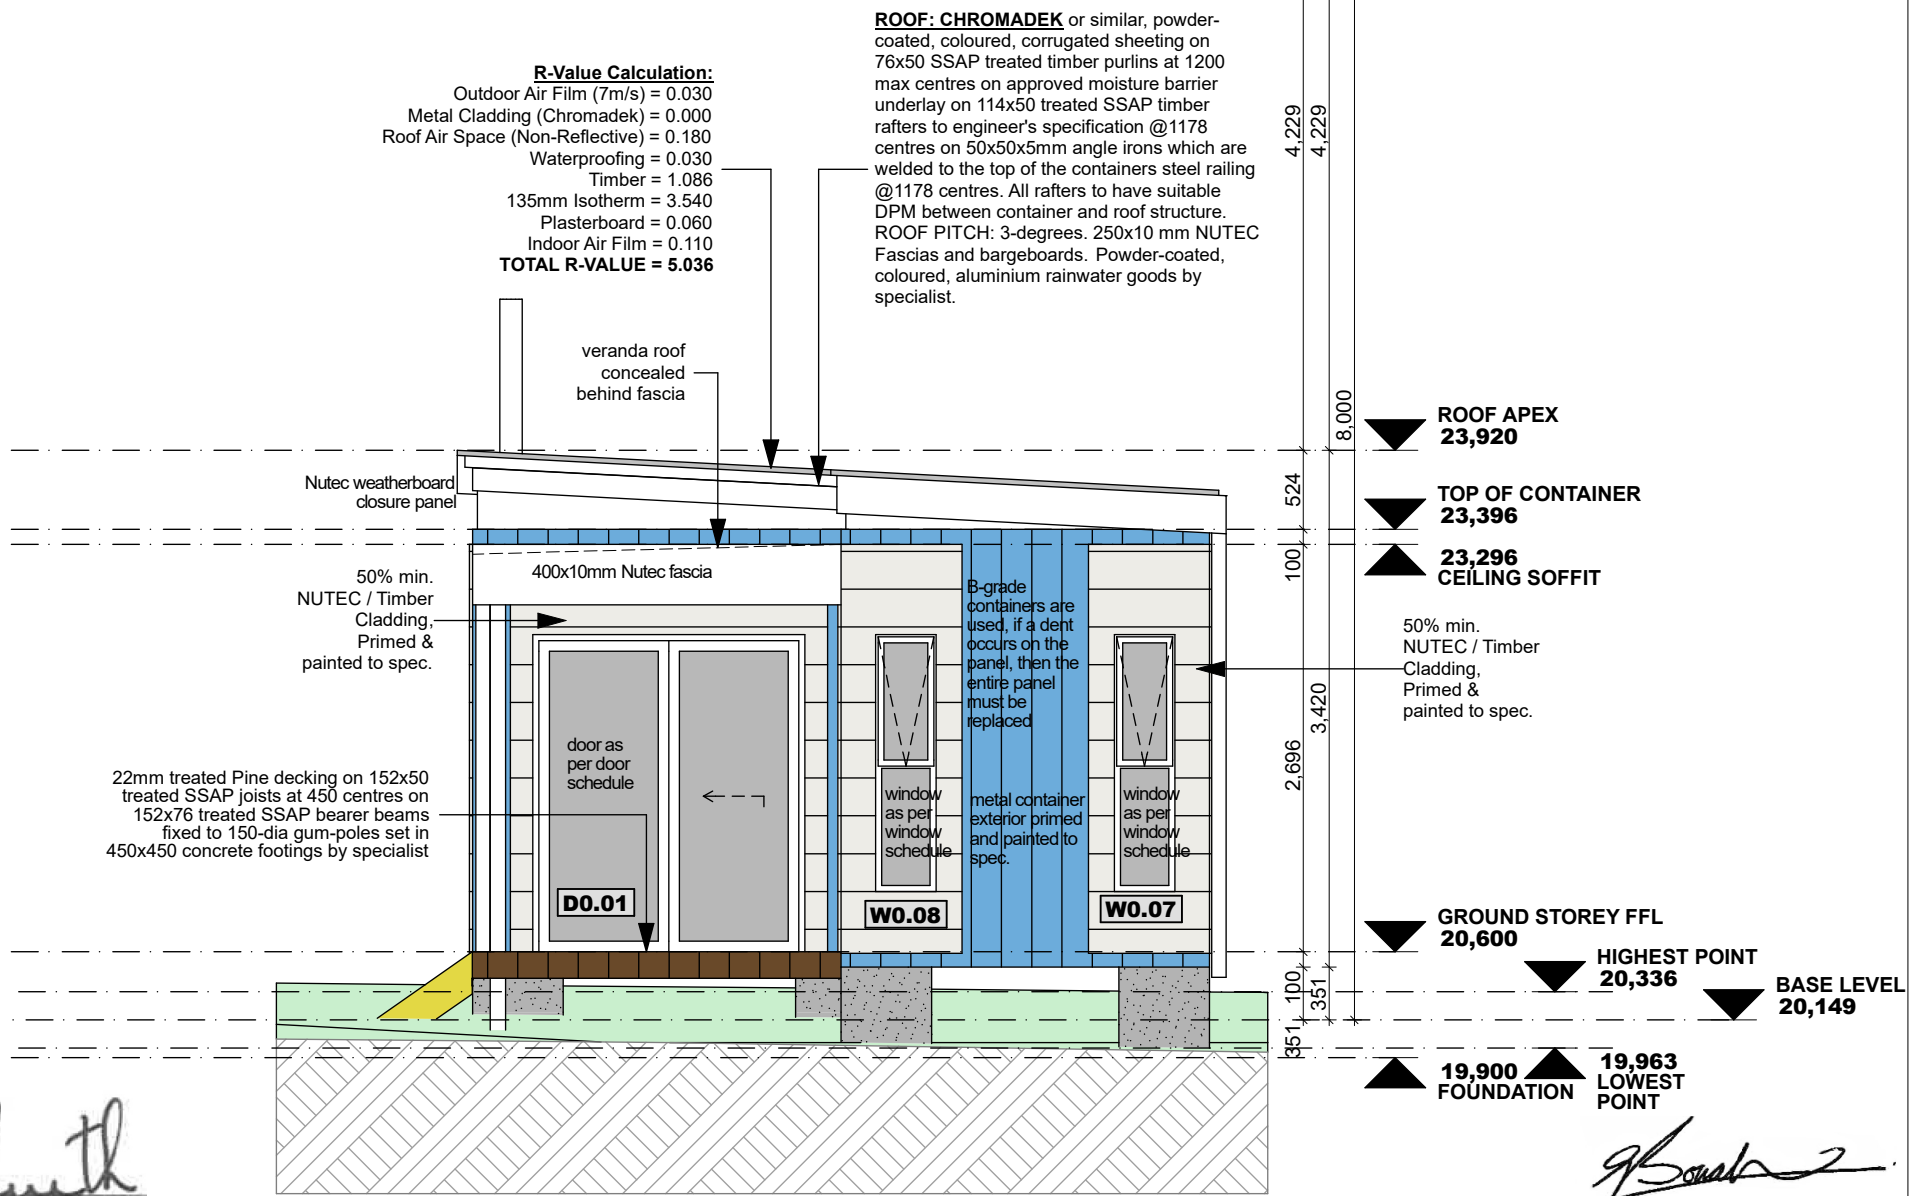 R-Value Calculation:
Outdoor Air Film (7m/s) = 0.030
Metal Cladding (Chromadek) = 0.000
Roof Air Space (Non-Reflective) = 0.180
Waterproofing = 0.030
Timber = 1.086
135mm Isotherm = 3.540
Plasterboard = 0.060
Indoor Air Film = 0.110
TOTAL R-VALUE = 5.036
ROOF: CHROMADEK or similar, powder-
coated, coloured, corrugated sheeting on
76x50 SSAP treated timber purlins at 1200
max centres on approved moisture barrier
underlay on 114x50 treated SSAP timber
rafters to engineer's specification @1178
centres on 50x50x5mm angle irons which are
welded to the top of the containers steel railing
@1178 centres. All rafters to have suitable
DPM between container and roof structure.
ROOF PITCH: 3-degrees. 250x10 mm NUTEC
Fascias and bargeboards. Powder-coated,
coloured, aluminium rainwater goods by
specialist.
veranda roof
concealed
behind fascia
Nutec weatherboard
closure panel
400x10mm Nutec fascia
50% min.
NUTEC / Timber
Cladding,
Primed &
painted to spec.
22mm treated Pine decking on 152x50
treated SSAP joists at 450 centres on
152x76 treated SSAP bearer beams
fixed to 150-dia gum-poles set in
450x450 concrete footings by specialist
door as
per door
schedule
D0.01
window
as per
window
schedule
W0.08
B-grade
containers are
used, if a dent
occurs on the
panel, then the
entire panel
must be
replaced
metal container
exterior primed
and painted to
spec.
window
as per
window
schedule
W0.07
50% min.
NUTEC / Timber
Cladding,
Primed &
painted to spec.
4,229
4,229
8,000
524
100
3,420
2,696
100
351
351
ROOF APEX
23,920
TOP OF CONTAINER
23,396
23,296
CEILING SOFFIT
GROUND STOREY FFL
20,600
HIGHEST POINT
20,336
BASE LEVEL
20,149
19,900
FOUNDATION
19,963
LOWEST
POINT